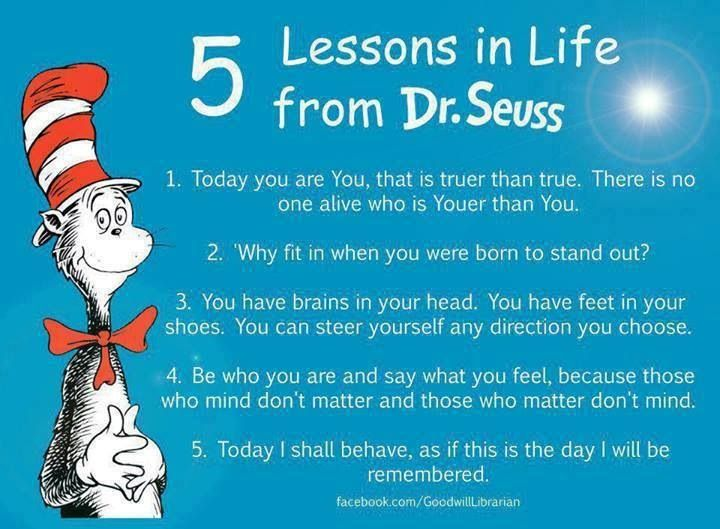 5 Lessons in Life
from Dr. Seuss
1. Today you are You, that is truer than true. There is no
one alive who is Youer than You.
2. 'Why fit in when you were born to stand out?
3. You have brains in your head. You have feet in your
shoes. You can steer yourself any direction you choose.
4. Be who you are and say what you feel, because those
who mind don't matter and those who matter don't mind.
5. Today I shall behave, as if this is the day I will be
remembered.
facebook.com/GoodwillLibrarian